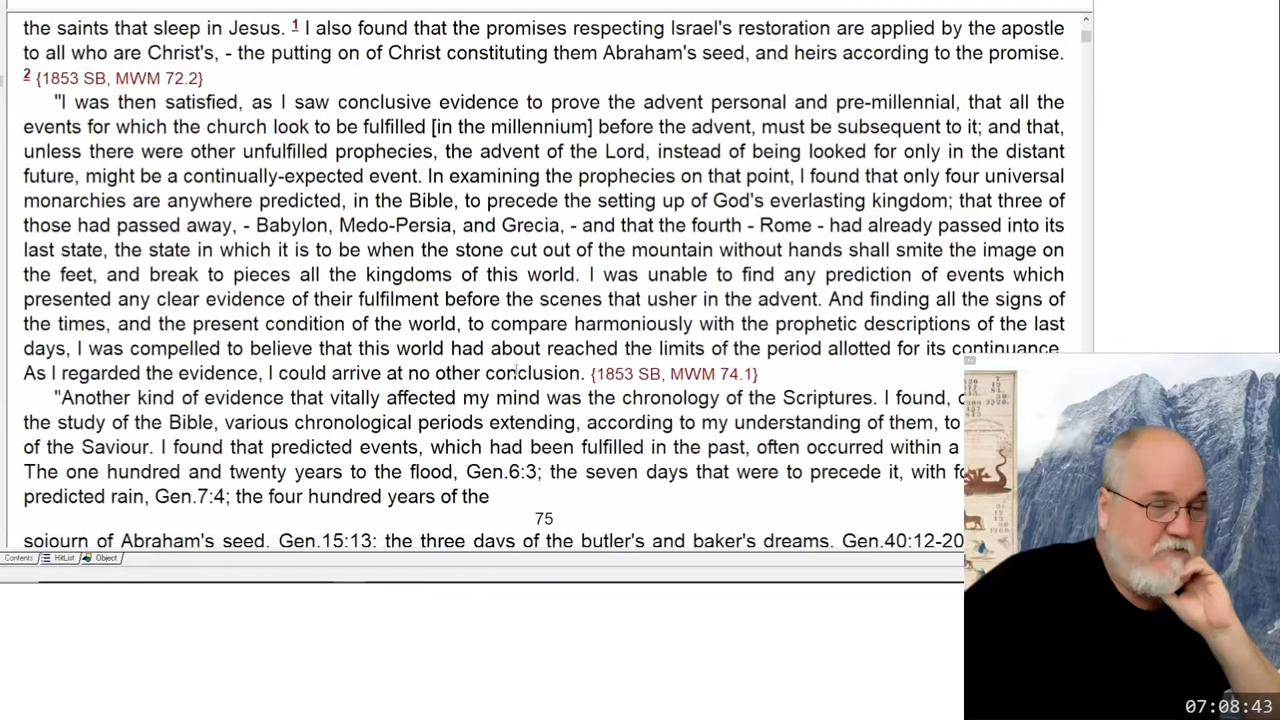 the saints that sleep in Jesus. 1 I also found that the promises respecting Israel's restoration are applied by the apostle
to all who are Christ's, - the putting on of Christ constituting them Abraham's seed, and heirs according to the promise.
2 {1853 SB, MWM 72.2}
"I was then satisfied, as I saw conclusive evidence to prove the advent personal and pre-millennial, that all the
events for which the church look to be fulfilled [in the millennium] before the advent, must be subsequent to it; and that,
unless there were other unfulfilled prophecies, the advent of the Lord, instead of being looked for only in the distant
future, might be a continually-expected event. In examining the prophecies on that point, I found that only four universal
monarchies are anywhere predicted, in the Bible, to precede the setting up of God's everlasting kingdom; that three of
those had passed away, - Babylon, Medo-Persia, and Grecia, - and that the fourth - Rome - had already passed into its
last state, the state in which it is to be when the stone cut out of the mountain without hands shall smite the image on
the feet, and break to pieces all the kingdoms of this world. I was unable to find any prediction of events which
presented any clear evidence of their fulfilment before the scenes that usher in the advent. And finding all the signs of
the times, and the present condition of the world, to compare harmoniously with the prophetic descriptions of the last
days, I was compelled to believe that this world had about reached the limits of the period allotted for its continuance.
As I regarded the evidence, I could arrive at no other conclusion. {1853 SB, MWM 74.1}
"Another kind of evidence that vitally affected my mind was the chronology of the Scriptures. I found,
the study of the Bible, various chronological periods extending, according to my understanding of them, to
of the Saviour. I found that predicted events, which had been fulfilled in the past, often occurred within a
The one hundred and twenty years to the flood, Gen.6:3; the seven days that were to precede it, with
predicted rain, Gen.7:4; the four hundred years of the
75
sojourn of Abraham's seed. Gen.15:13; the three days of the butler's and baker's dreams. Gen.40:12-20
Contents HitList Object
07:08:43